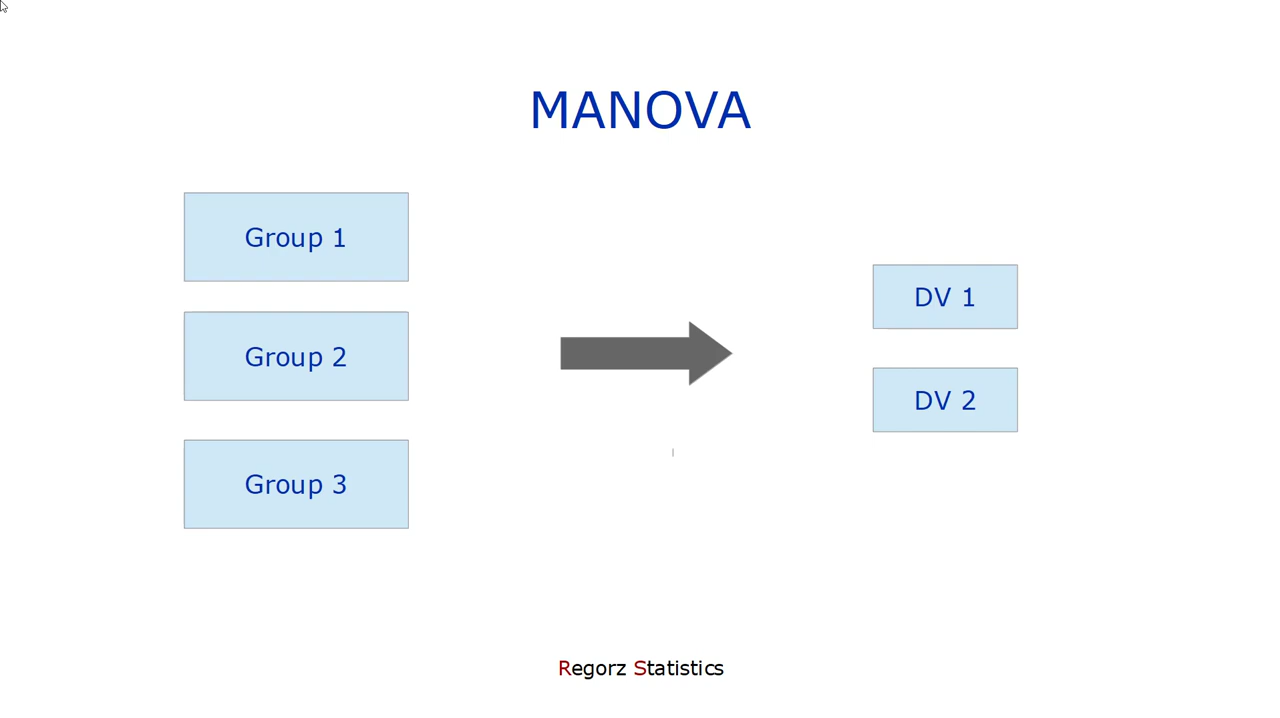 MANOVA
Group 1
Group 2
Group 3
DV 1
DV 2
Regorz Statistics